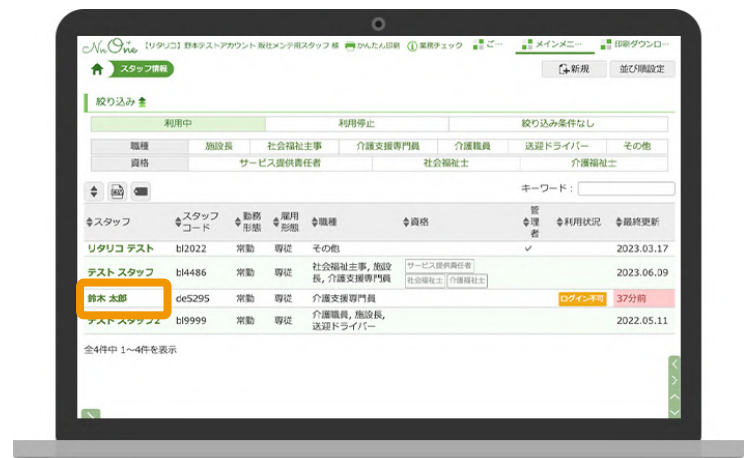 NuOne 【リタリコ】野本テストアカウント 販社メンテ用スタッフ 様 かんたん印刷 業務チェック ご… メインメニ… 印刷ダウンロ…
スタッフ情報 新規 並び順設定
絞り込み
利用中 利用停止 絞り込み条件なし
職種 施設長 社会福祉主事 介護支援専門員 介護職員 送迎ドライバー その他
資格 サービス提供責任者 社会福祉士 介護福祉士
キーワード：
スタッフ スタッフコード 勤務形態 雇用形態 職種 資格 管理者 利用状況 最終更新
リタリコ テスト bl2022 常勤 専従 その他 ✓ 2023.03.17
テスト スタッフ bl4486 常勤 専従 社会福祉主事, 施設長, 介護支援専門員 サービス提供責任者 社会福祉士 介護福祉士 2023.06.09
鈴木 太郎 de5295 常勤 専従 介護支援専門員 ログイン不可 37分前
テスト スタッフ2 bl9999 常勤 専従 介護職員, 施設長, 送迎ドライバー 2022.05.11
全4件中 1～4件を表示